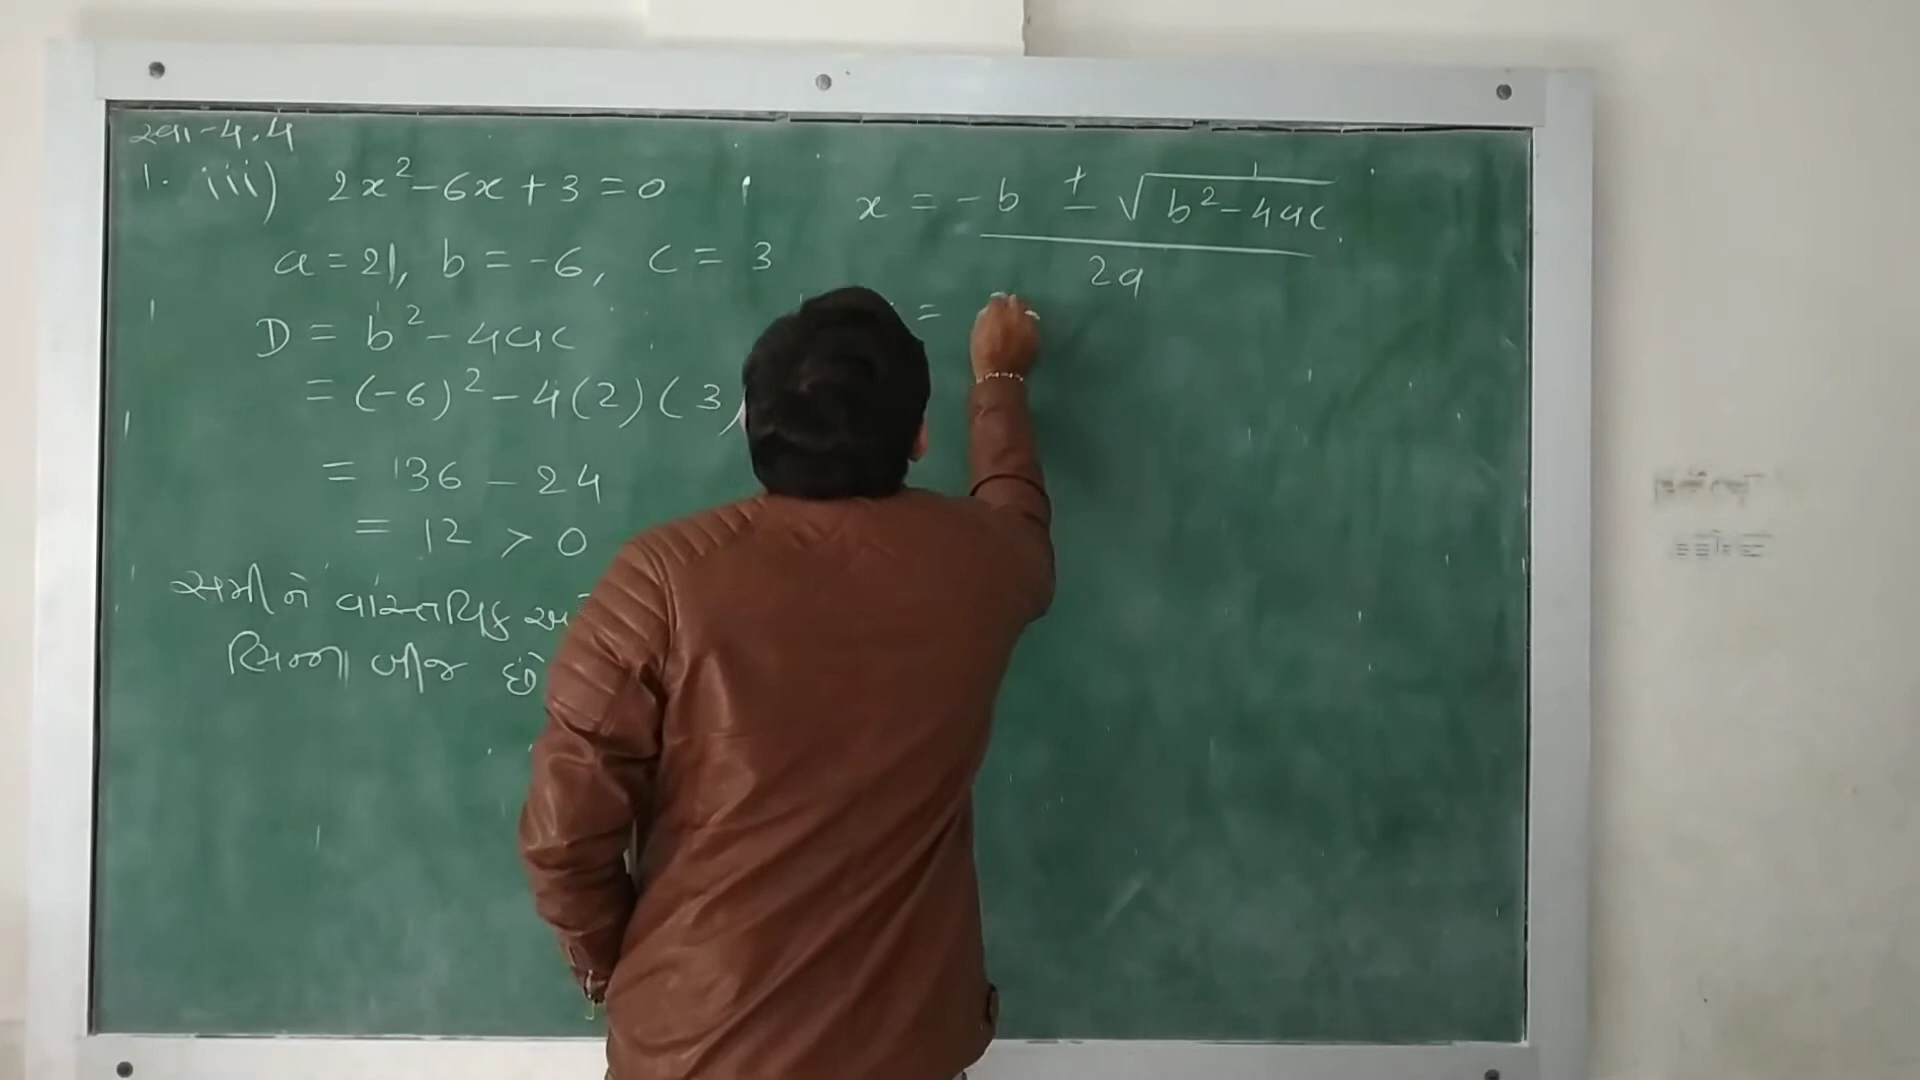 સ્વા-4.4
1. iii) 2x² - 6x + 3 = 0
a = 2, b = -6, c = 3
D = b² - 4ac
= (-6)² - 4(2)(3)
= 36 - 24
= 12 > 0
સમી ને વાસ્તવિક
ભિન્ન બીજ છે
x = -b ± √b² - 4ac
2a
=